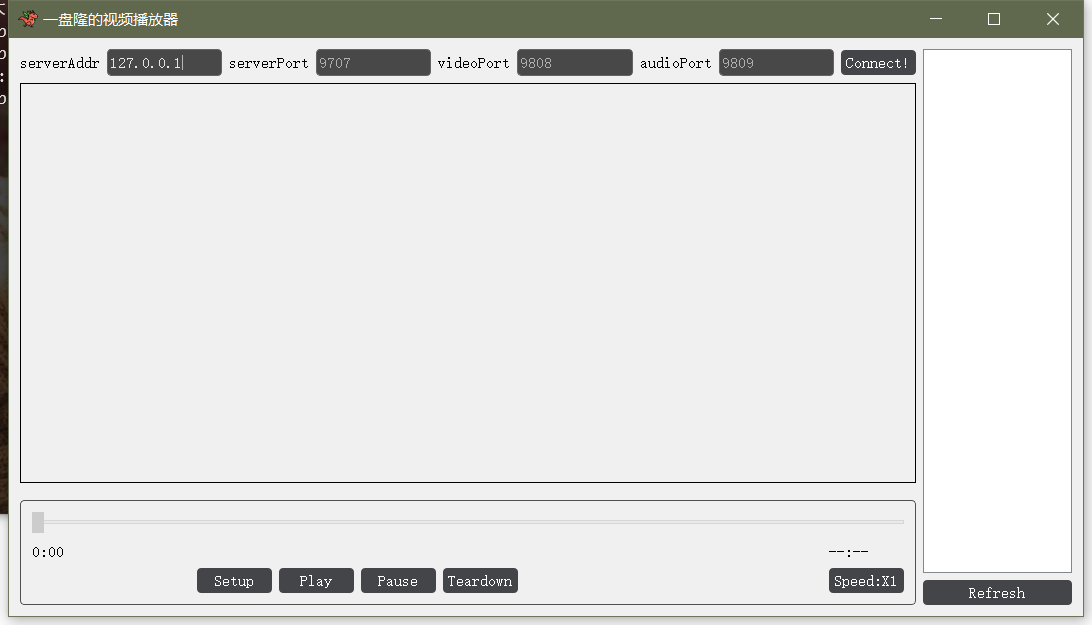 一盘隆的视频播放器
serverAddr 127.0.0.1 serverPort 9707 videoPort 9808 audioPort 9809 Connect!
0:00 --:--
Setup Play Pause Teardown Speed:X1
Refresh